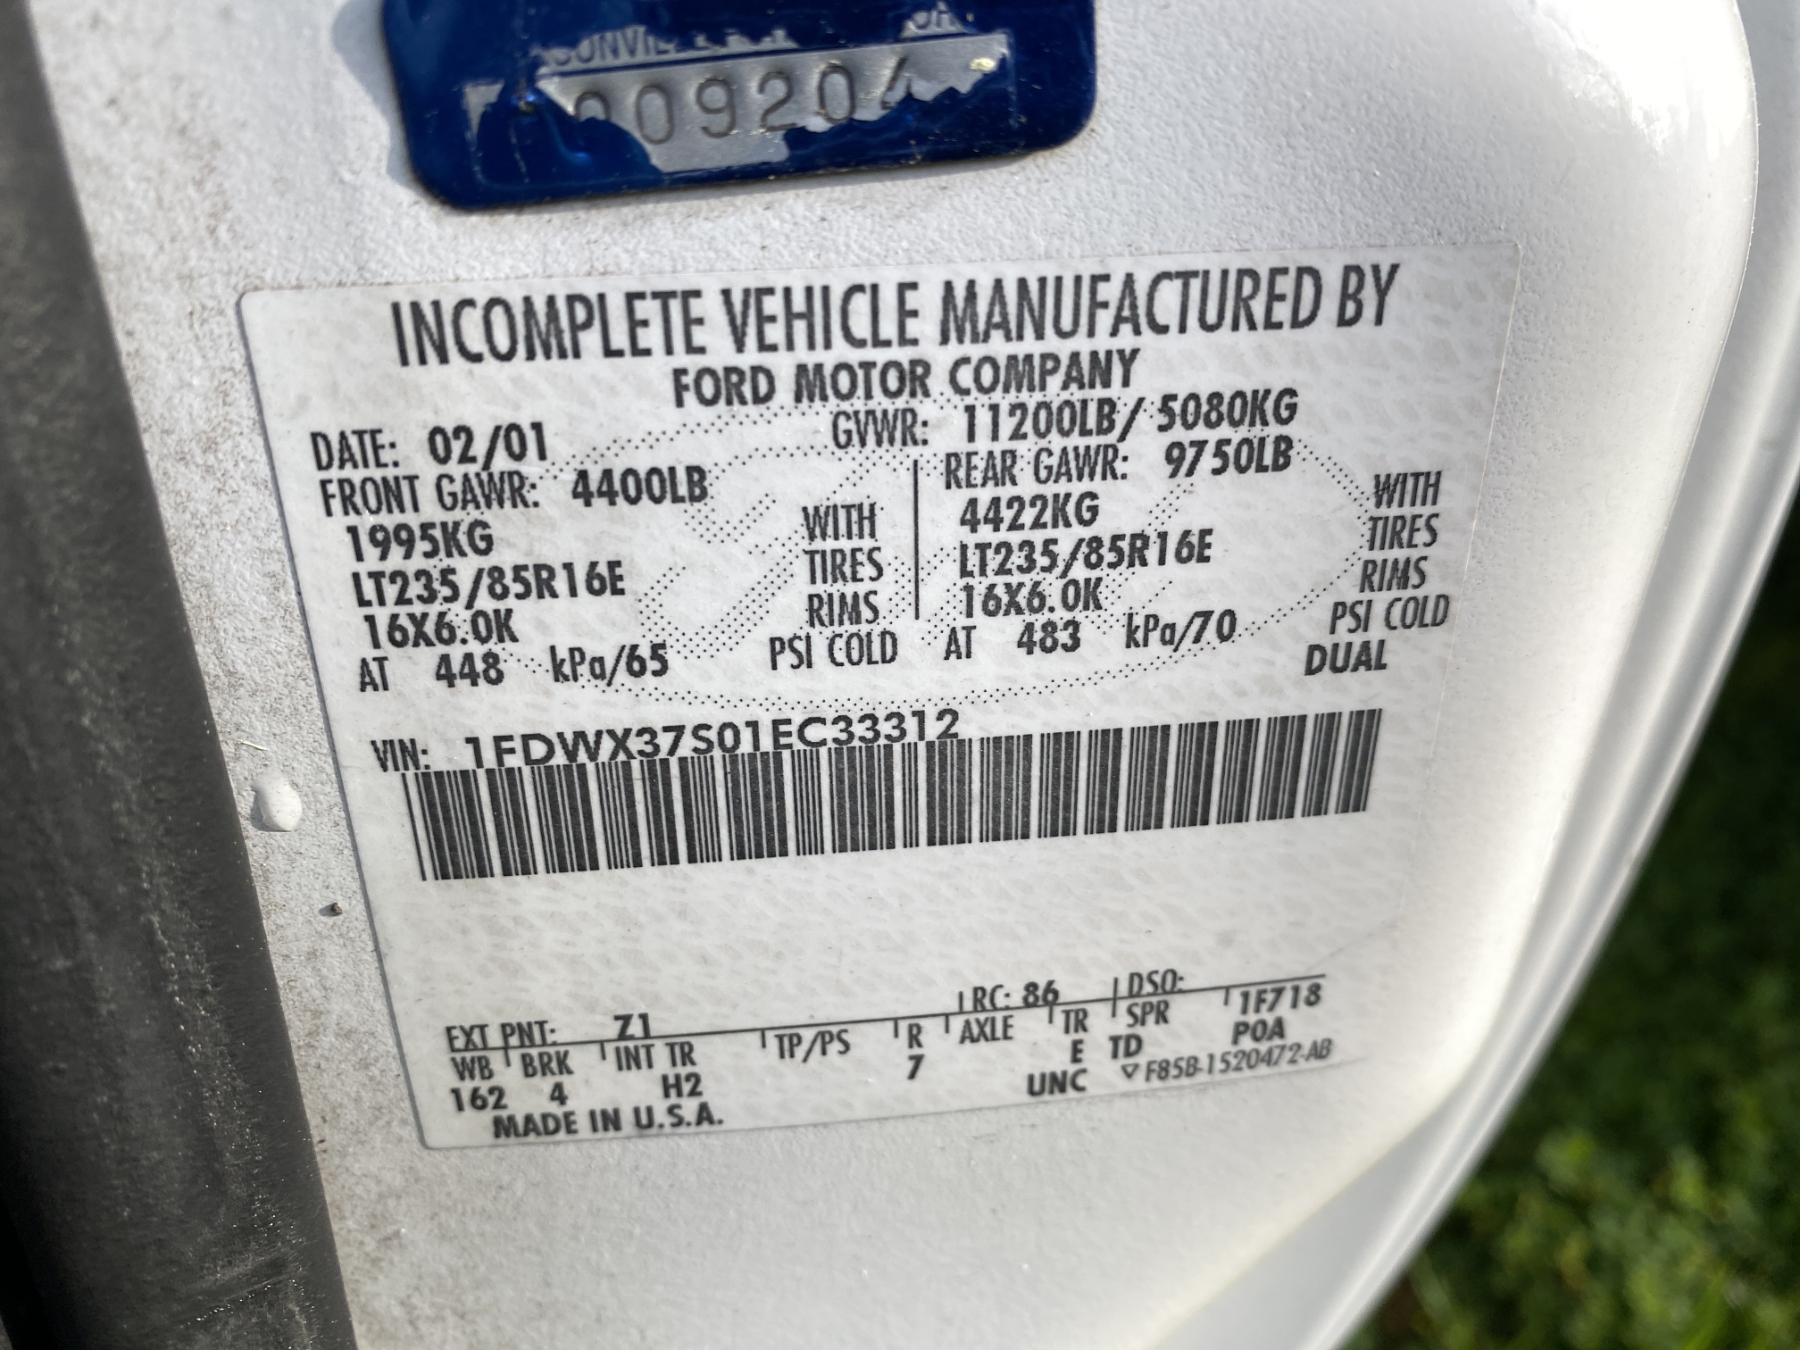 009204
INCOMPLETE VEHICLE MANUFACTURED BY
FORD MOTOR COMPANY
DATE: 02/01 GVWR: 11200LB/ 5080KG
FRONT GAWR: 4400LB REAR GAWR: 9750LB
1995KG WITH 4422KG WITH
LT235/85R16E TIRES LT235/85R16E TIRES
16X6.0K RIMS 16X6.0K RIMS
AT 448 kPa/65 PSI COLD AT 483 kPa/70 PSI COLD
DUAL
VIN: 1FDWX37S01EC33312
EXT PNT: Z1 RC: 86 DSO:
WB BRK INT TR TP/PS R AXLE TR SPR 1F718
162 4 H2 7 E TD POA
MADE IN U.S.A. UNC ▽F85B-1520472-AB